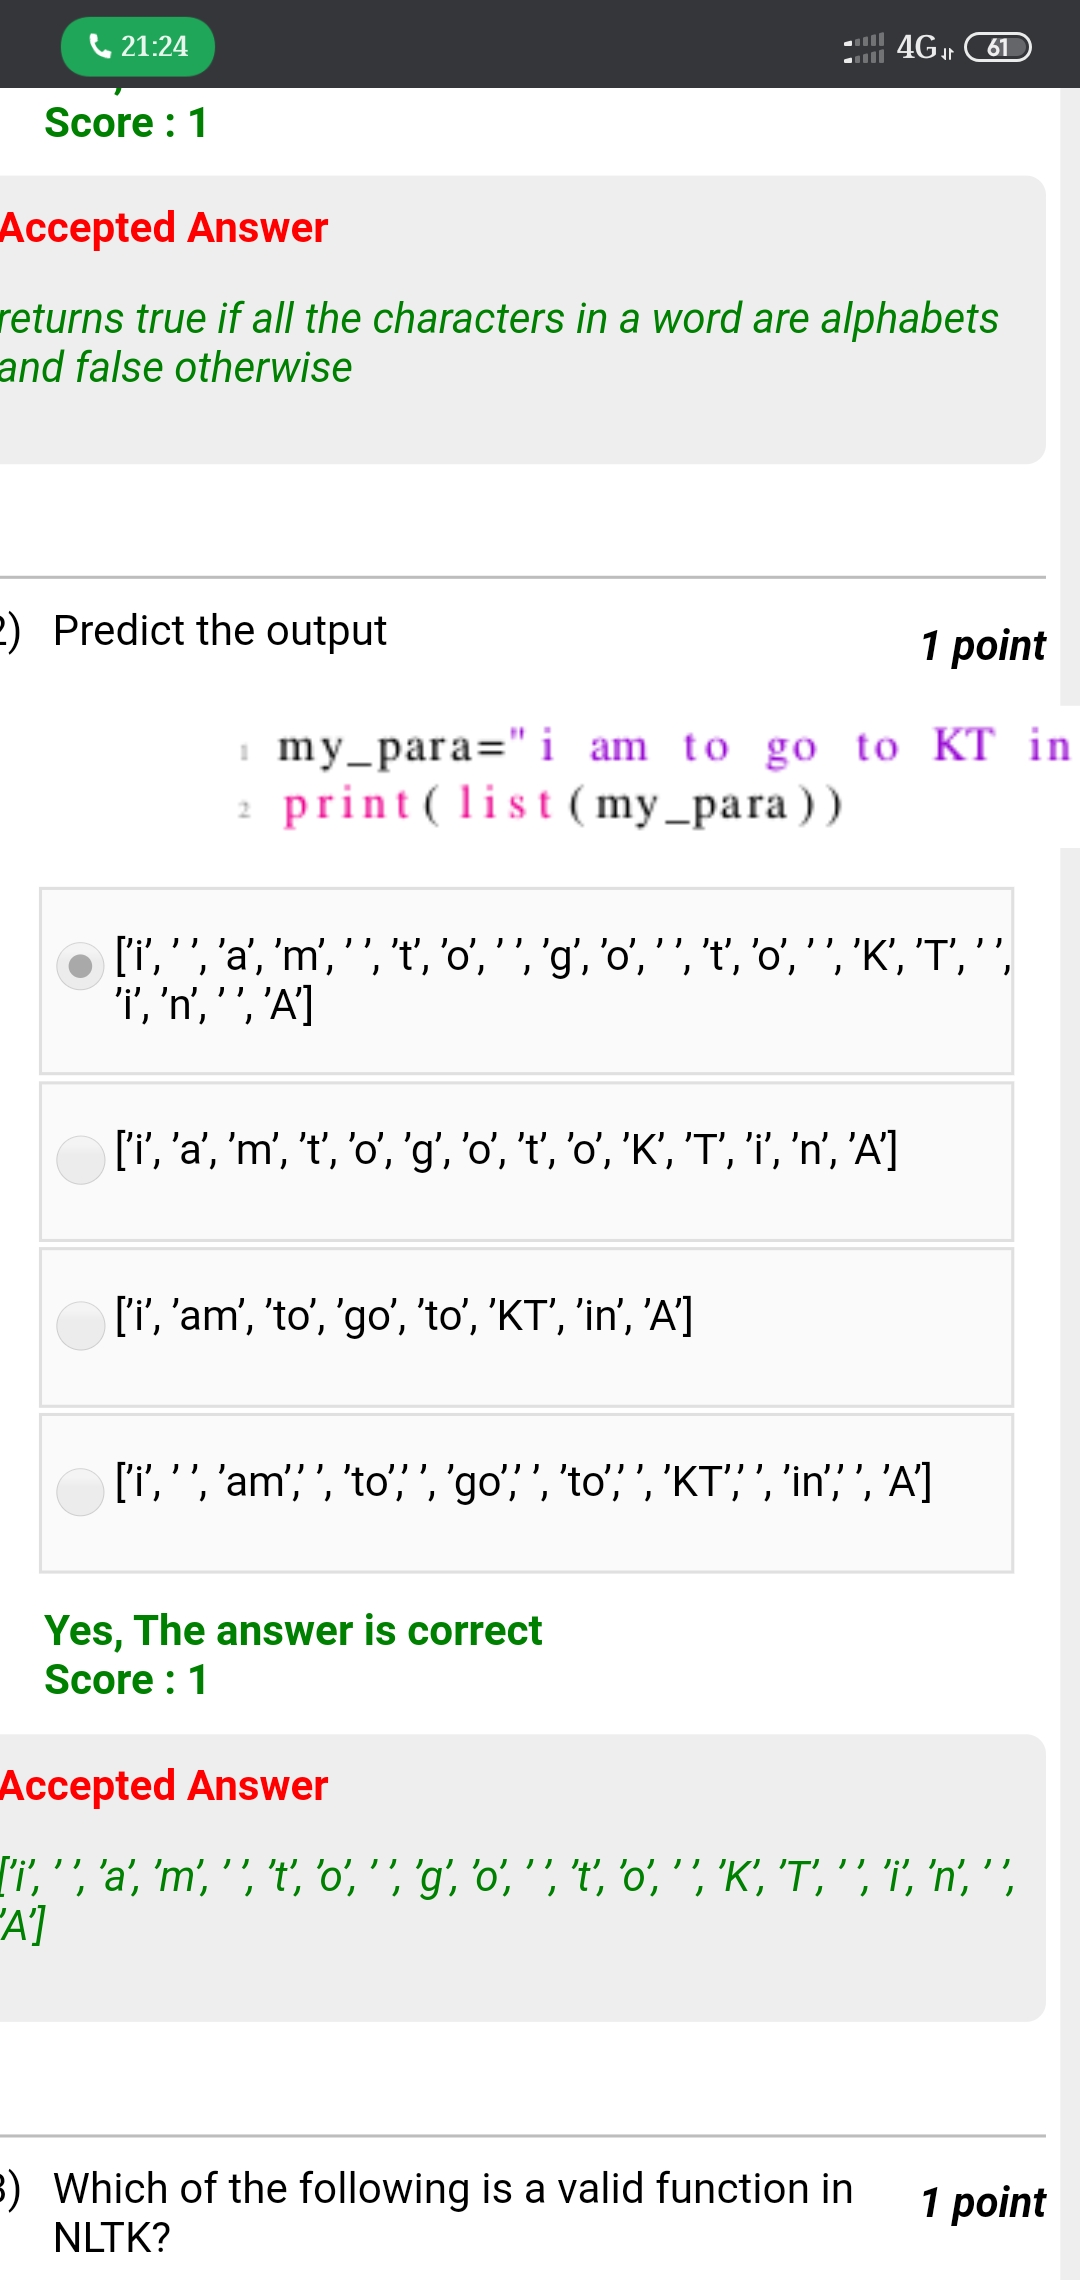 21:24 4G 61
Score : 1
Accepted Answer
returns true if all the characters in a word are alphabets
and false otherwise
2) Predict the output
1 point
1 my_para="i am to go to KT in
2 print(list(my_para))
[’i’, ’ ’, ’a’, ’m’, ’ ’, ’t’, ’o’, ’ ’, ’g’, ’o’, ’ ’, ’t’, ’o’, ’ ’, ’K’, ’T’, ’ ’,
’i’, ’n’, ’ ’, ’A’]
[’i’, ’a’, ’m’, ’t’, ’o’, ’g’, ’o’, ’t’, ’o’, ’K’, ’T’, ’i’, ’n’, ’A’]
[’i’, ’am’, ’to’, ’go’, ’to’, ’KT’, ’in’, ’A’]
[’i’, ’ ’, ’am’,’ ’, ’to’,’ ’, ’go’,’ ’, ’to’,’ ’, ’KT’,’ ’, ’in’,’ ’, ’A’]
Yes, The answer is correct
Score : 1
Accepted Answer
[’i’, ’ ’, ’a’, ’m’, ’ ’, ’t’, ’o’, ’ ’, ’g’, ’o’, ’ ’, ’t’, ’o’, ’ ’, ’K’, ’T’, ’ ’, ’i’, ’n’, ’ ’,
’A’]
3) Which of the following is a valid function in
1 point
NLTK?